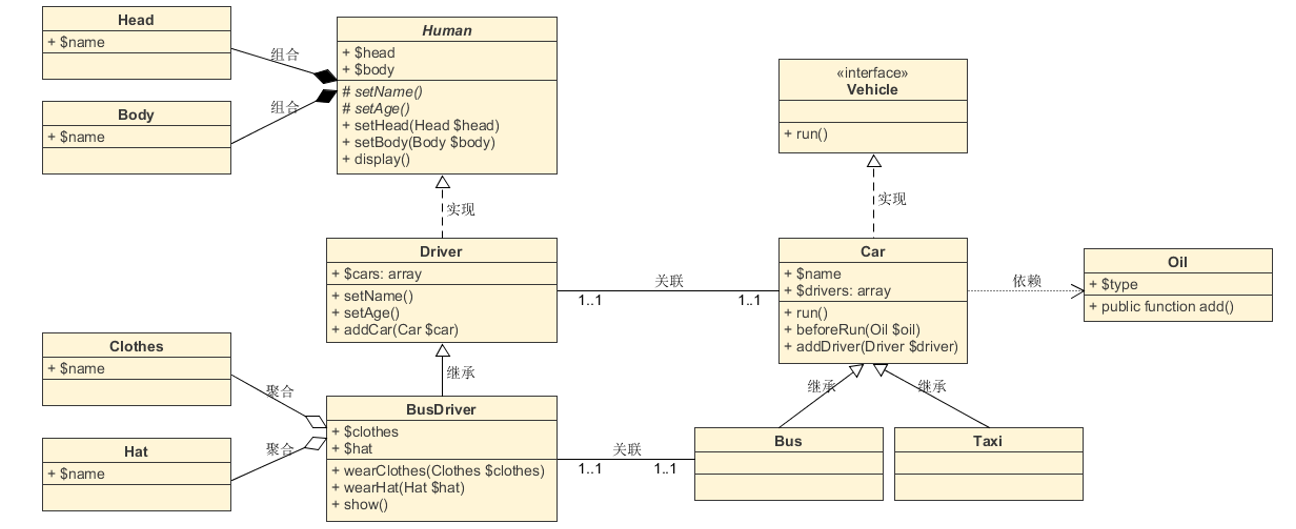 Head
+ $name
组合
Body
+ $name
组合
Human
+ $head
+ $body
# setName()
# setAge()
+ setHead(Head $head)
+ setBody(Body $body)
+ display()
«interface»
Vehicle
+ run()
实现
实现
Driver
+ $cars: array
+ setName()
+ setAge()
+ addCar(Car $car)
关联
1..1
1..1
Car
+ $name
+ $drivers: array
+ run()
+ beforeRun(Oil $oil)
+ addDriver(Driver $driver)
依赖
Oil
+ $type
+ public function add()
继承
继承
继承
Clothes
+ $name
聚合
Hat
+ $name
聚合
BusDriver
+ $clothes
+ $hat
+ wearClothes(Clothes $clothes)
+ wearHat(Hat $hat)
+ show()
关联
1..1
1..1
Bus
Taxi